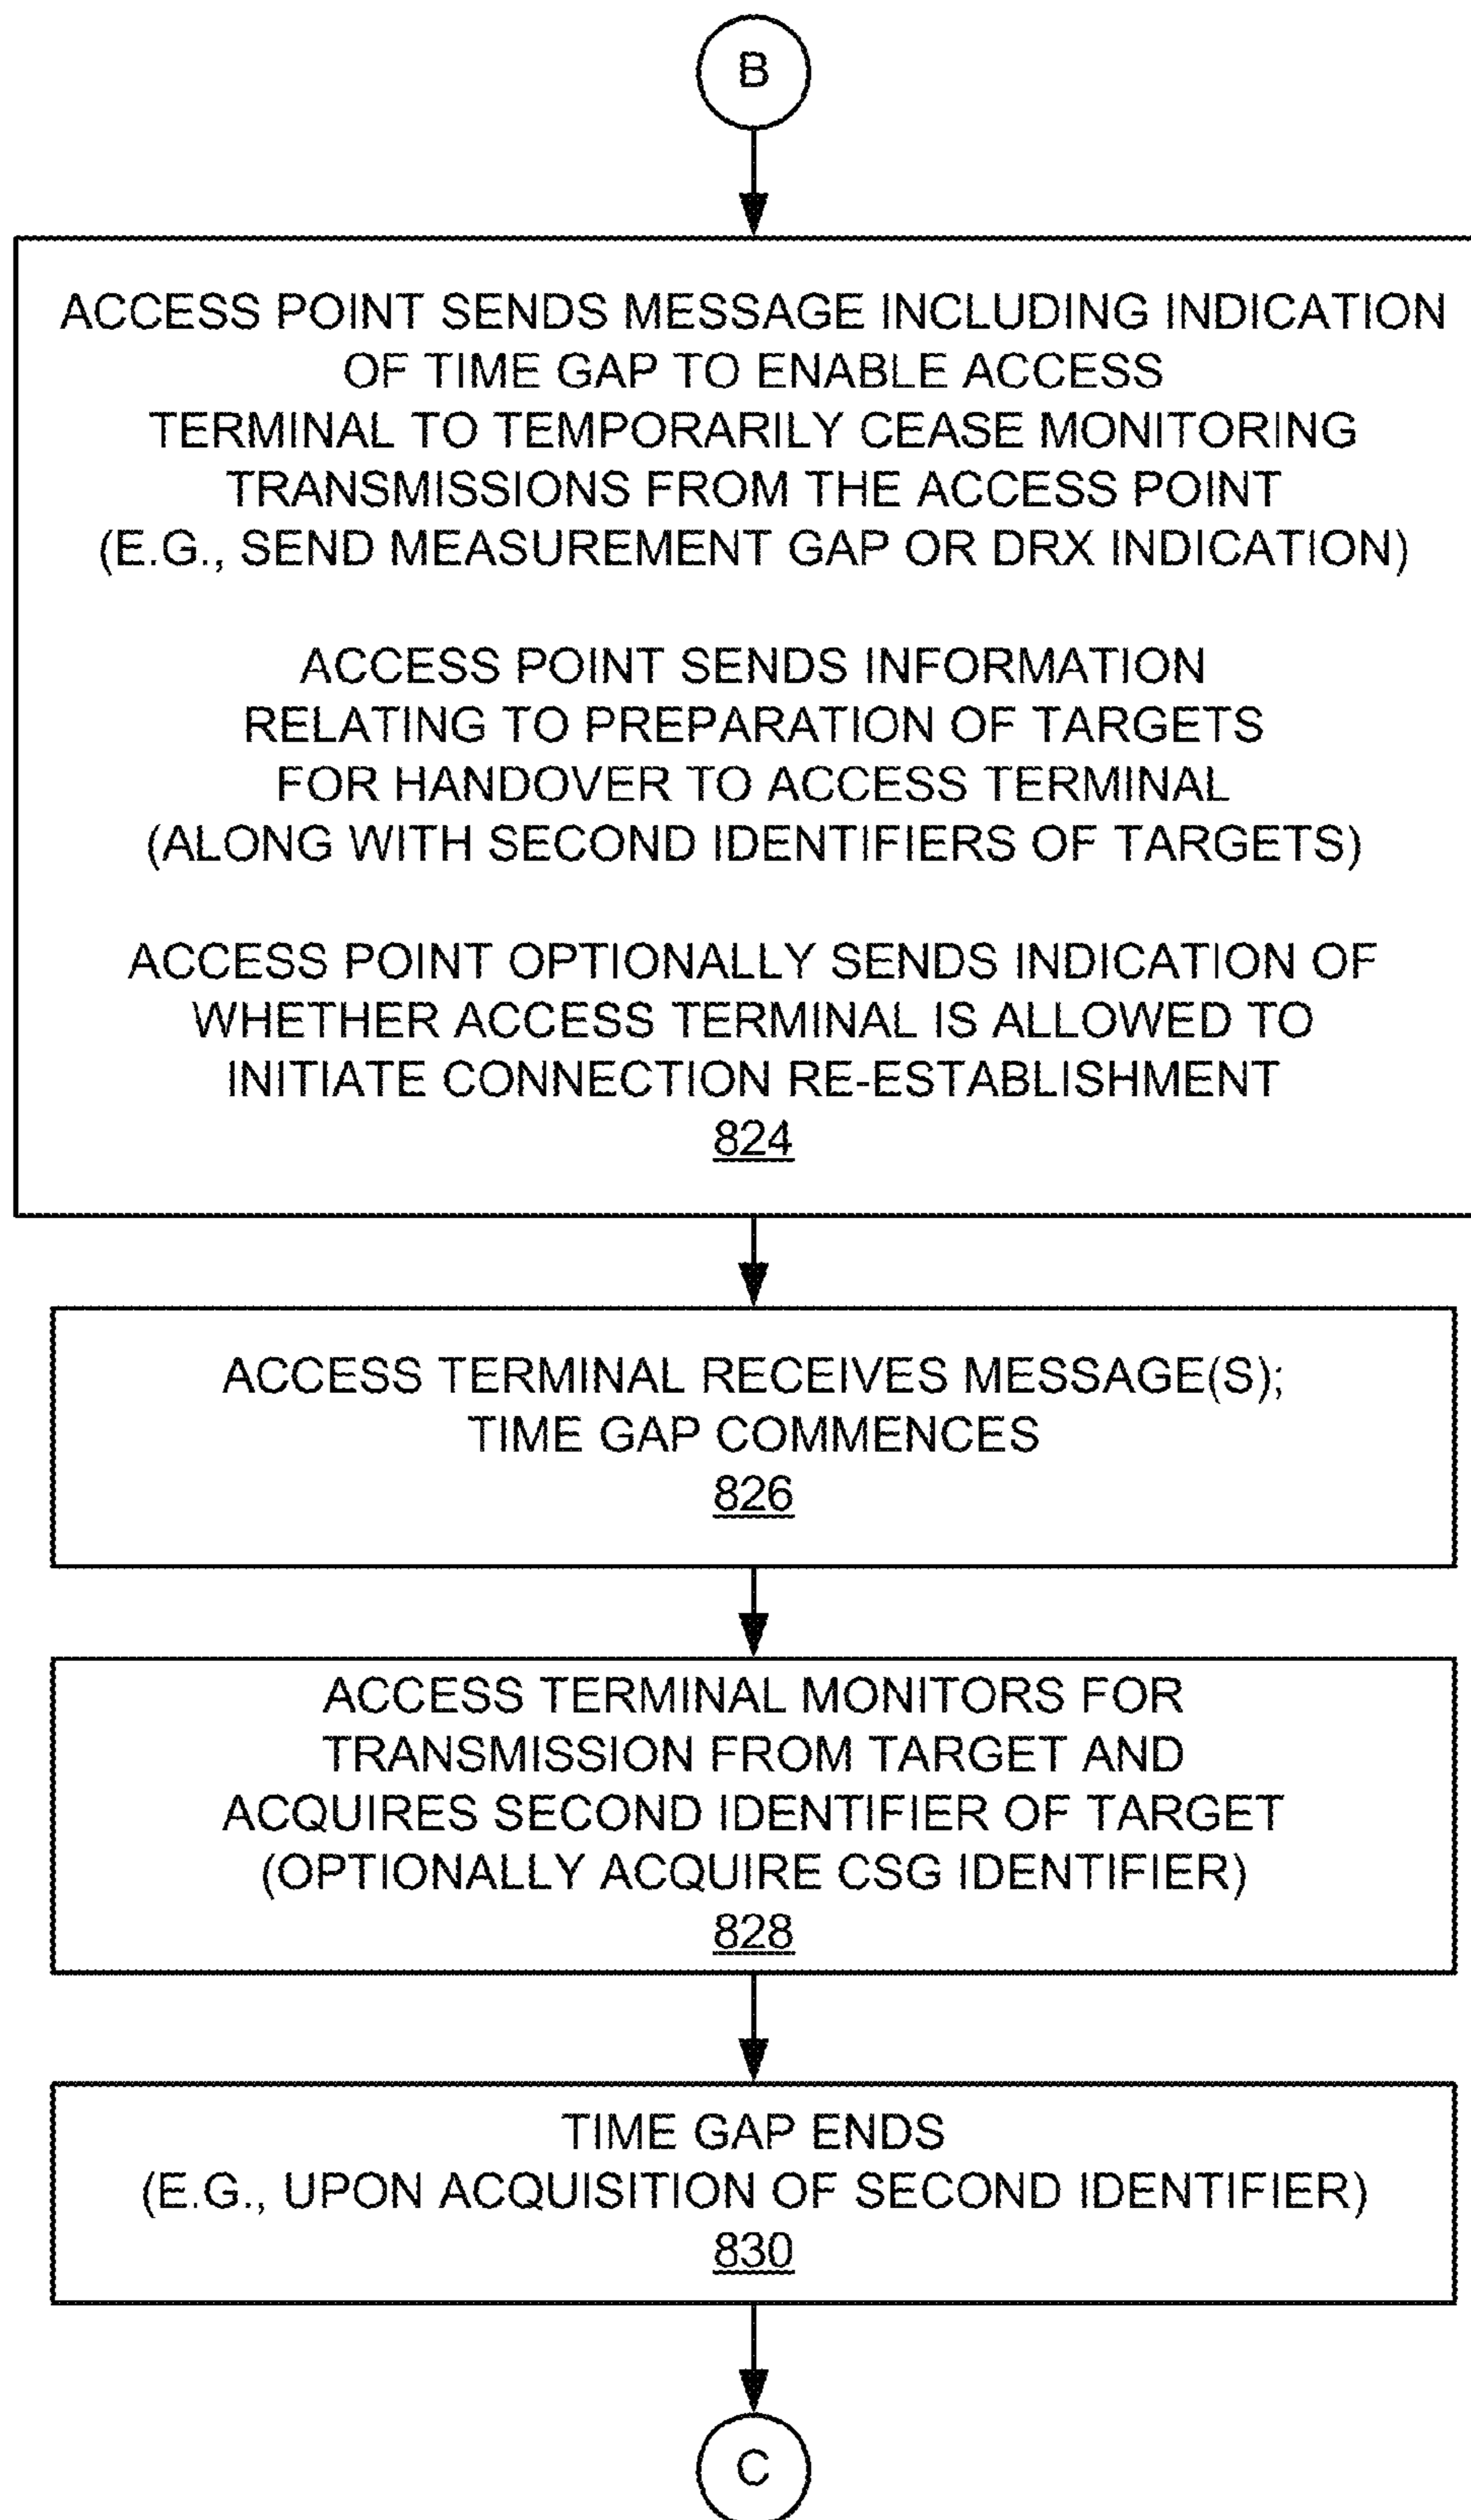 B
ACCESS POINT SENDS MESSAGE INCLUDING INDICATION
OF TIME GAP TO ENABLE ACCESS
TERMINAL TO TEMPORARILY CEASE MONITORING
TRANSMISSIONS FROM THE ACCESS POINT
(E.G., SEND MEASUREMENT GAP OR DRX INDICATION)
ACCESS POINT SENDS INFORMATION
RELATING TO PREPARATION OF TARGETS
FOR HANDOVER TO ACCESS TERMINAL
(ALONG WITH SECOND IDENTIFIERS OF TARGETS)
ACCESS POINT OPTIONALLY SENDS INDICATION OF
WHETHER ACCESS TERMINAL IS ALLOWED TO
INITIATE CONNECTION RE-ESTABLISHMENT
824
ACCESS TERMINAL RECEIVES MESSAGE(S);
TIME GAP COMMENCES
826
ACCESS TERMINAL MONITORS FOR
TRANSMISSION FROM TARGET AND
ACQUIRES SECOND IDENTIFIER OF TARGET
(OPTIONALLY ACQUIRE CSG IDENTIFIER)
828
TIME GAP ENDS
(E.G., UPON ACQUISITION OF SECOND IDENTIFIER)
830
C